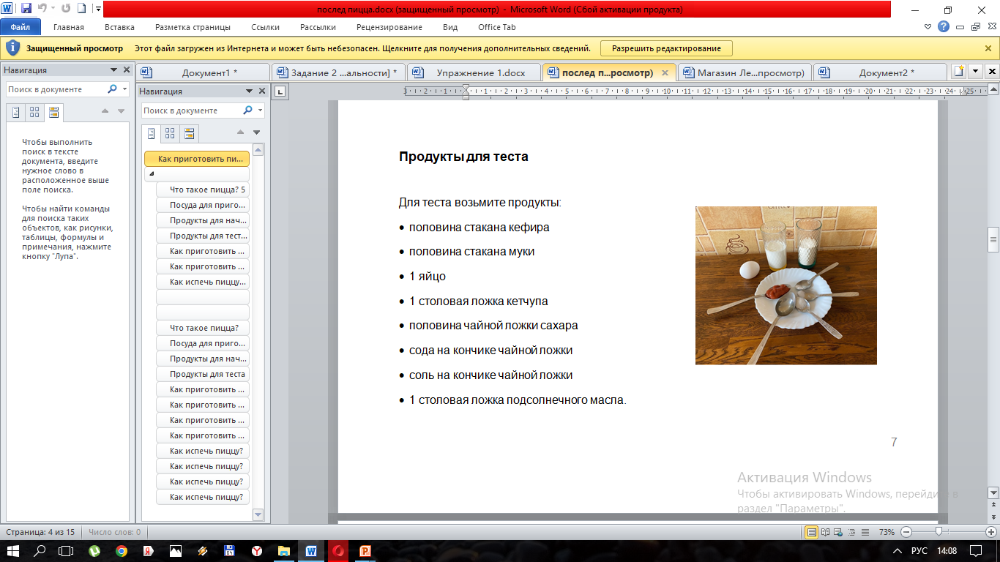 послед пицца.docx (защищенный просмотр) - Microsoft Word (Сбой активации продукта)
Файл Главная Вставка Разметка страницы Ссылки Рассылки Рецензирование Вид Office Tab
Защищенный просмотр Этот файл загружен из Интернета и может быть небезопасен. Щелкните для получения дополнительных сведений. Разрешить редактирование
Документ1 * Задание 2 ...альности] * Упражнение 1.docx послед п...росмотр) Магазин Ле...просмотр) Документ2 *
Навигация
Поиск в документе
Чтобы выполнить
поиск в тексте
документа, введите
нужное слово в
расположенное выше
поле поиска.
Чтобы найти команды
для поиска таких
объектов, как рисунки,
таблицы, формулы и
примечания, нажмите
кнопку "Лупа".
Навигация
Поиск в документе
Как приготовить пи...
Что такое пицца? 5
Посуда для приго...
Продукты для нач...
Продукты для тест...
Как приготовить ...
Как приготовить ...
Как испечь пиццу...
Что такое пицца?
Посуда для приго...
Продукты для нач...
Продукты для теста
Как приготовить ...
Как приготовить ...
Как приготовить ...
Как приготовить ...
Как испечь пиццу?
Как испечь пиццу?
Как испечь пиццу?
Как испечь пиццу?
3 2 1 1 2 3 4 5 6 7 8 9 10 11 12 13 14 15 16 17 18 19 20 21 22 23 24 25
Продукты для теста
Для теста возьмите продукты:
• половина стакана кефира
• половина стакана муки
• 1 яйцо
• 1 столовая ложка кетчупа
• половина чайной ложки сахара
• сода на кончике чайной ложки
• соль на кончике чайной ложки
• 1 столовая ложка подсолнечного масла.
7
Активация Windows
Чтобы активировать Windows, перейдите в
раздел "Параметры".
Страница: 4 из 15 Число слов: 0 73%
РУС 14:08